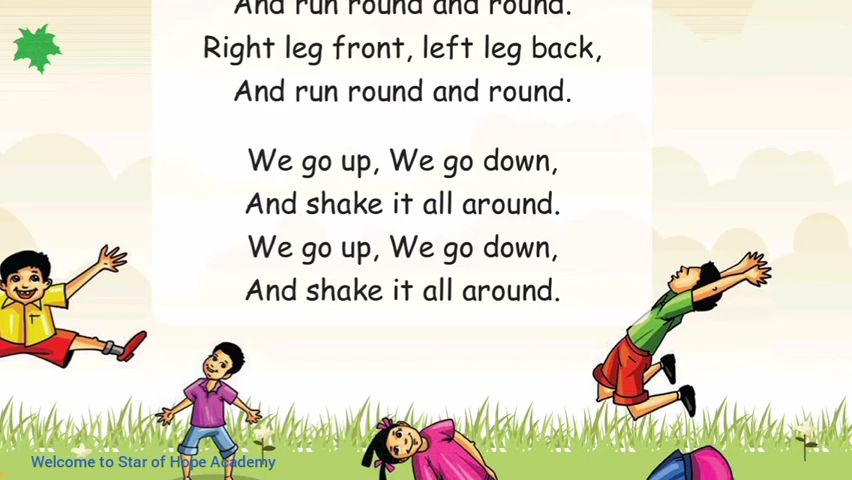 And run round and round.
Right leg front, left leg back,
And run round and round.
We go up, We go down,
And shake it all around.
We go up, We go down,
And shake it all around.
Welcome to Star of Hope Academy